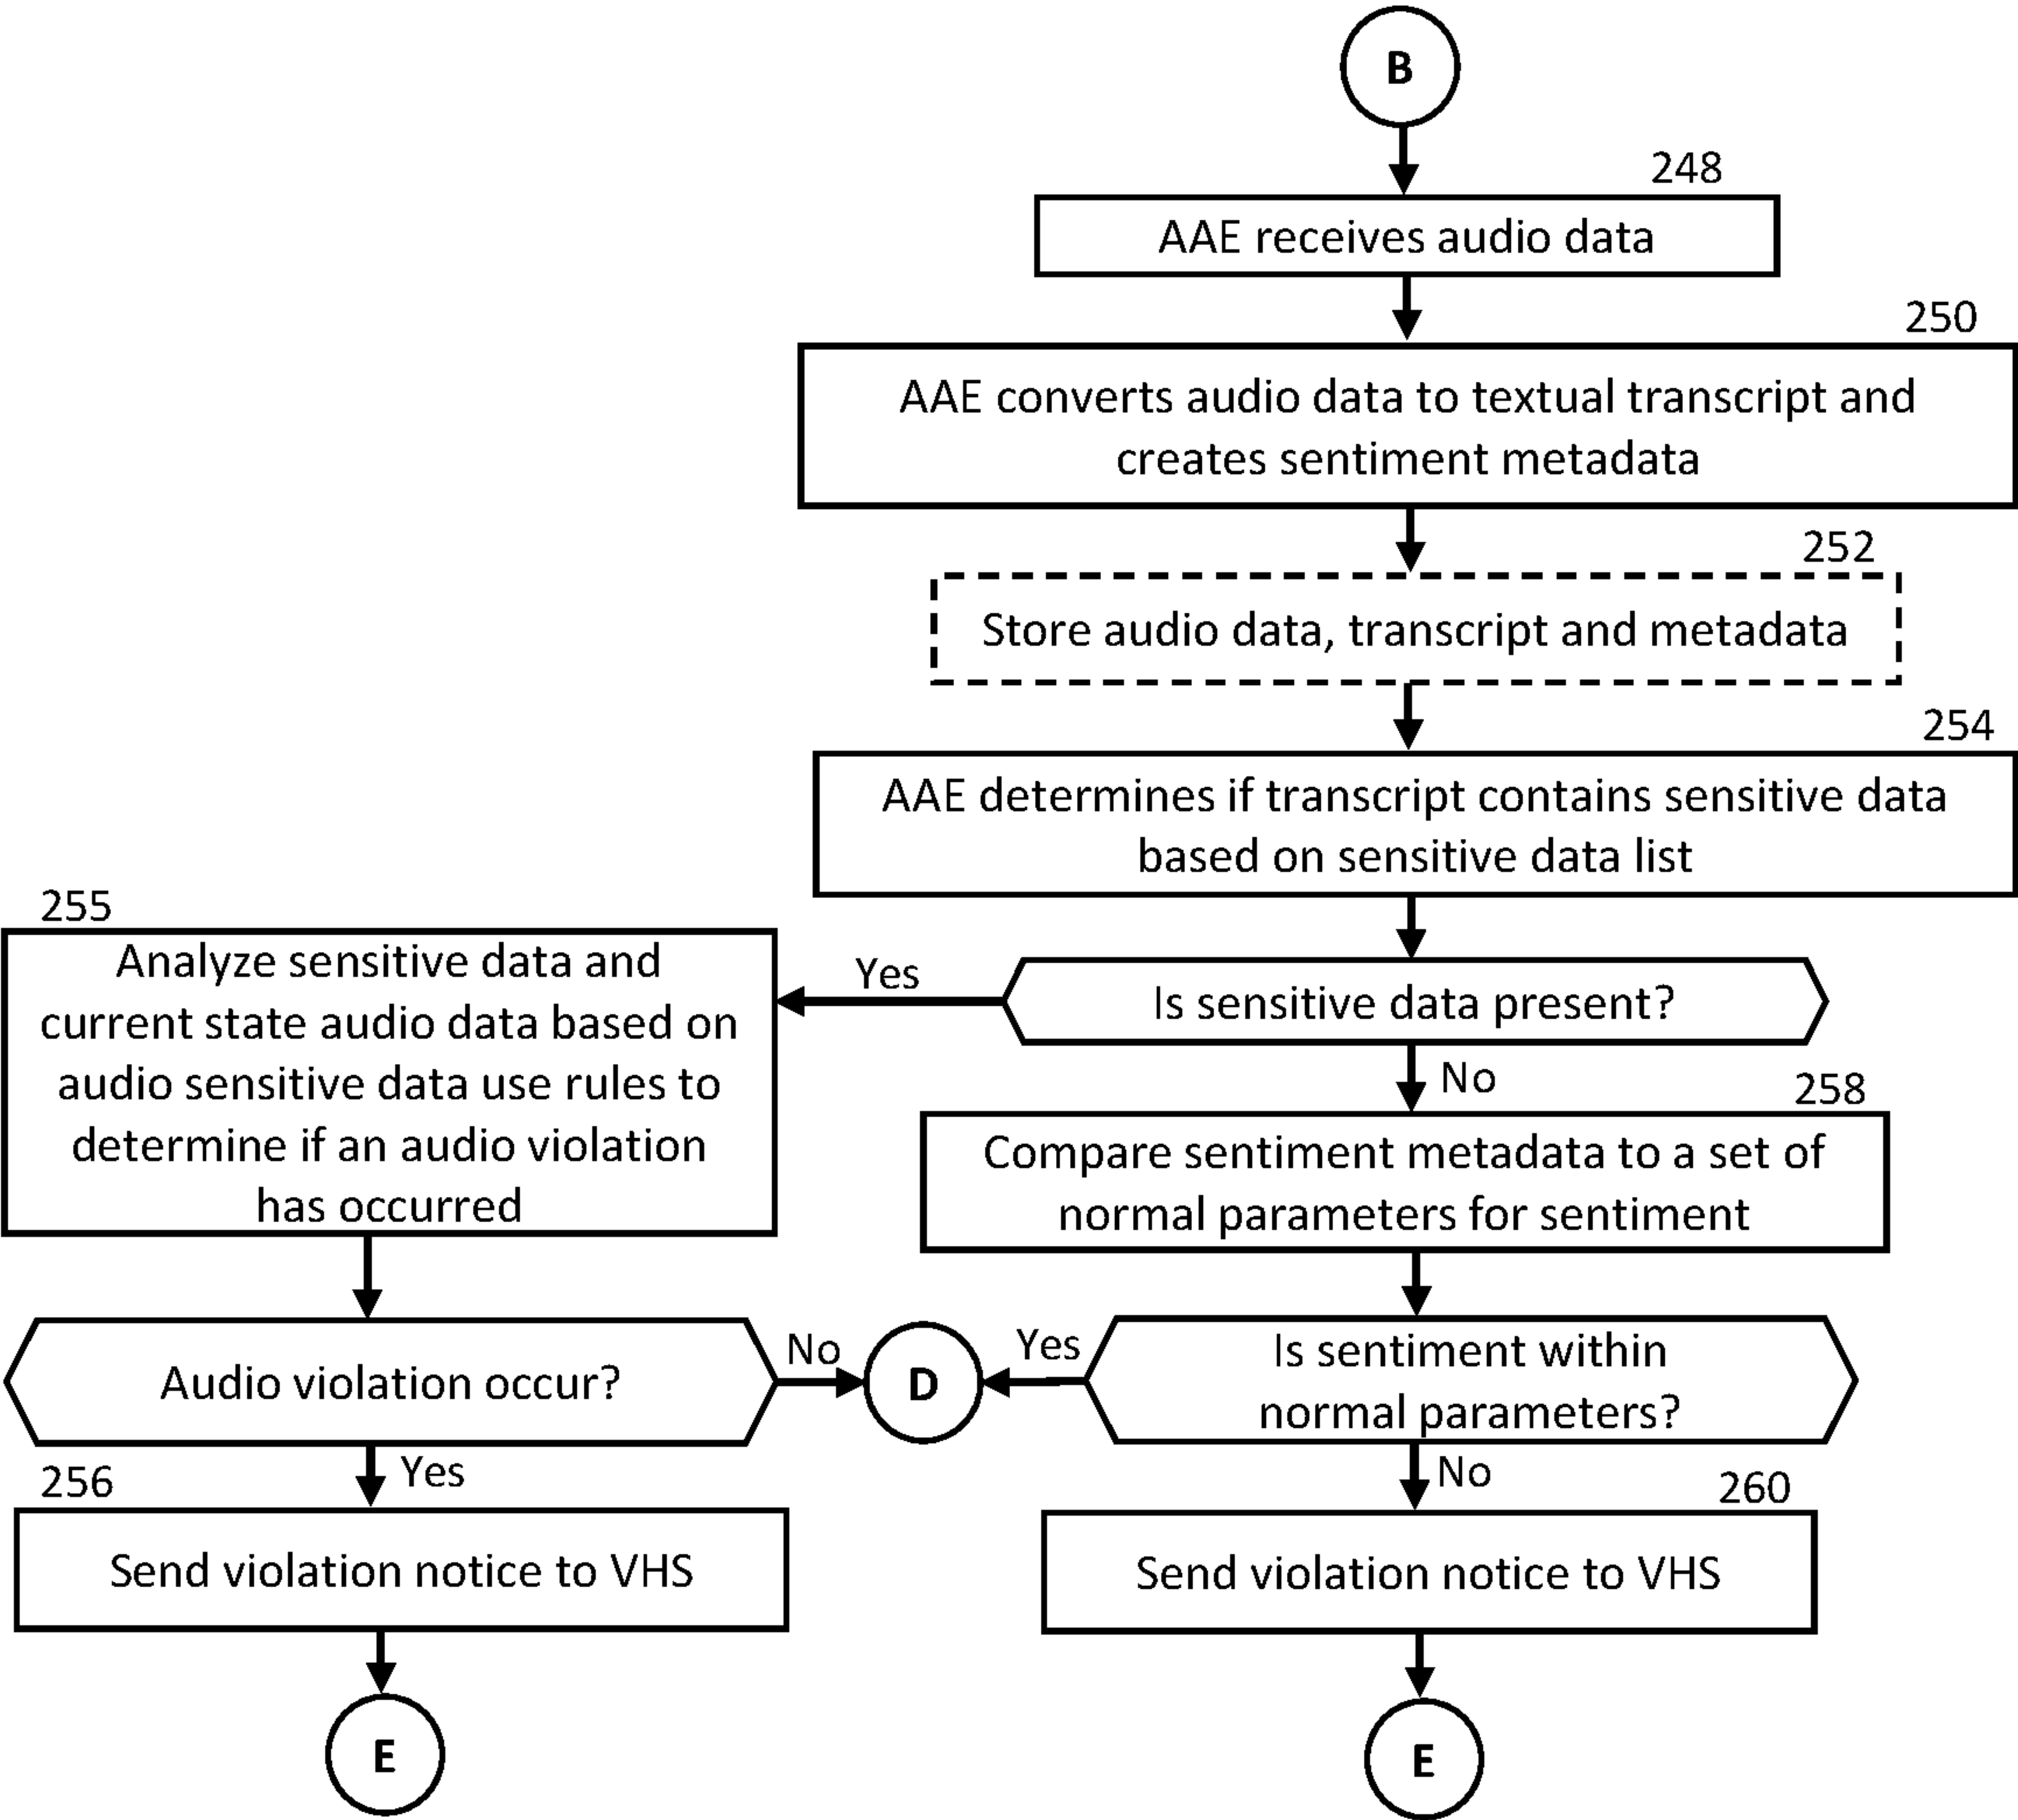 B
248
AAE receives audio data
250
AAE converts audio data to textual transcript and
creates sentiment metadata
252
Store audio data, transcript and metadata
254
AAE determines if transcript contains sensitive data
based on sensitive data list
Is sensitive data present?
Yes
No
255
Analyze sensitive data and
current state audio data based on
audio sensitive data use rules to
determine if an audio violation
has occurred
258
Compare sentiment metadata to a set of
normal parameters for sentiment
Audio violation occur?
No
D
Yes
Is sentiment within
normal parameters?
Yes
No
256
Send violation notice to VHS
260
Send violation notice to VHS
E
E